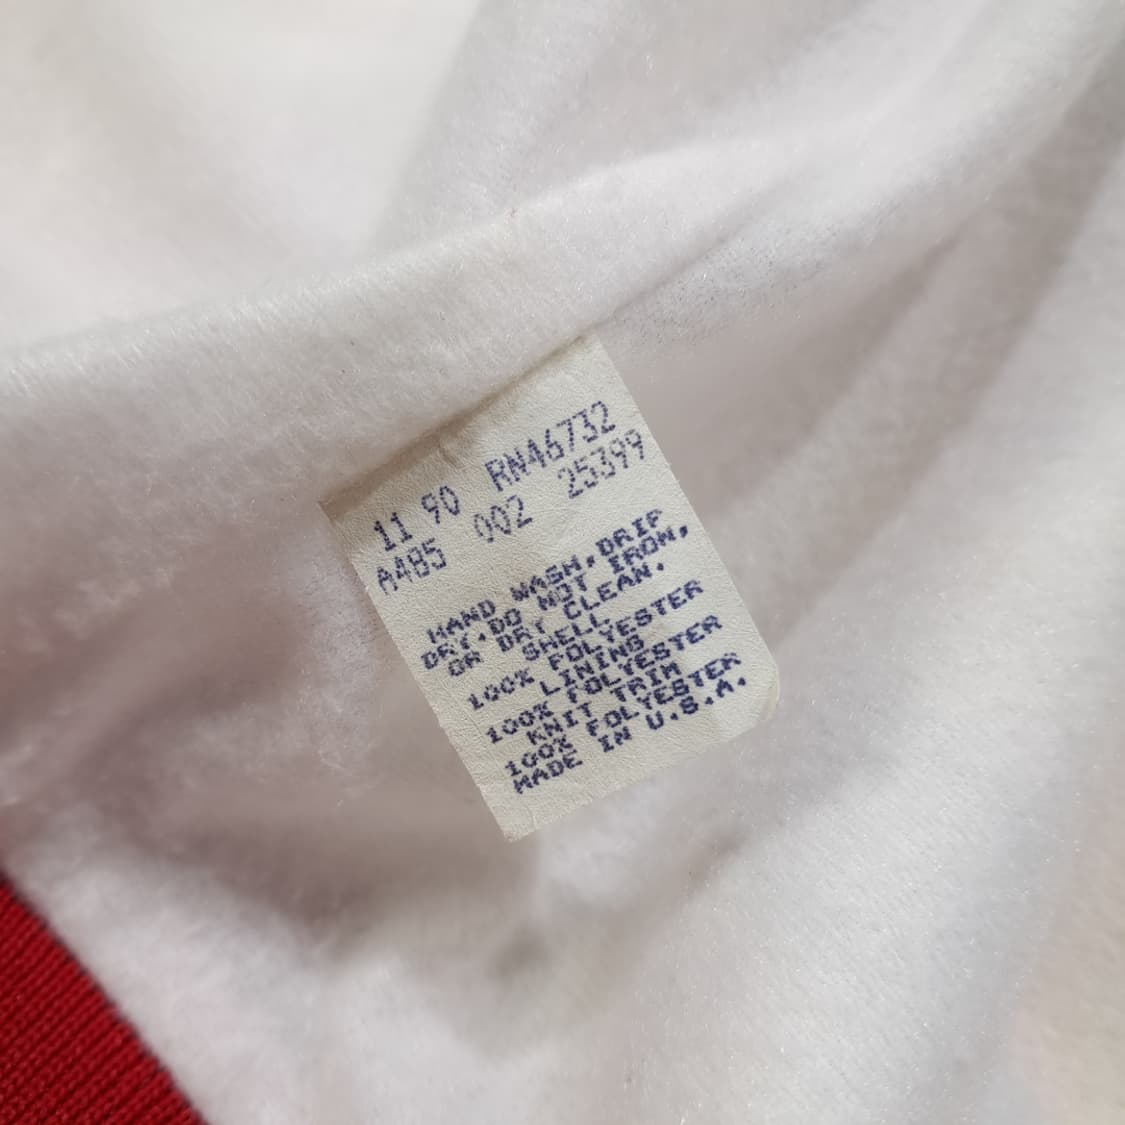 11 90 RN46732
A485 002 25399
HAND WASH,DRIP
DRY.DO NOT IRON,
OR DRY CLEAN.
SHELL
100% POLYESTER
LINING
100% POLYESTER
KNIT TRIM
100% POLYESTER
MADE IN U.S.A.